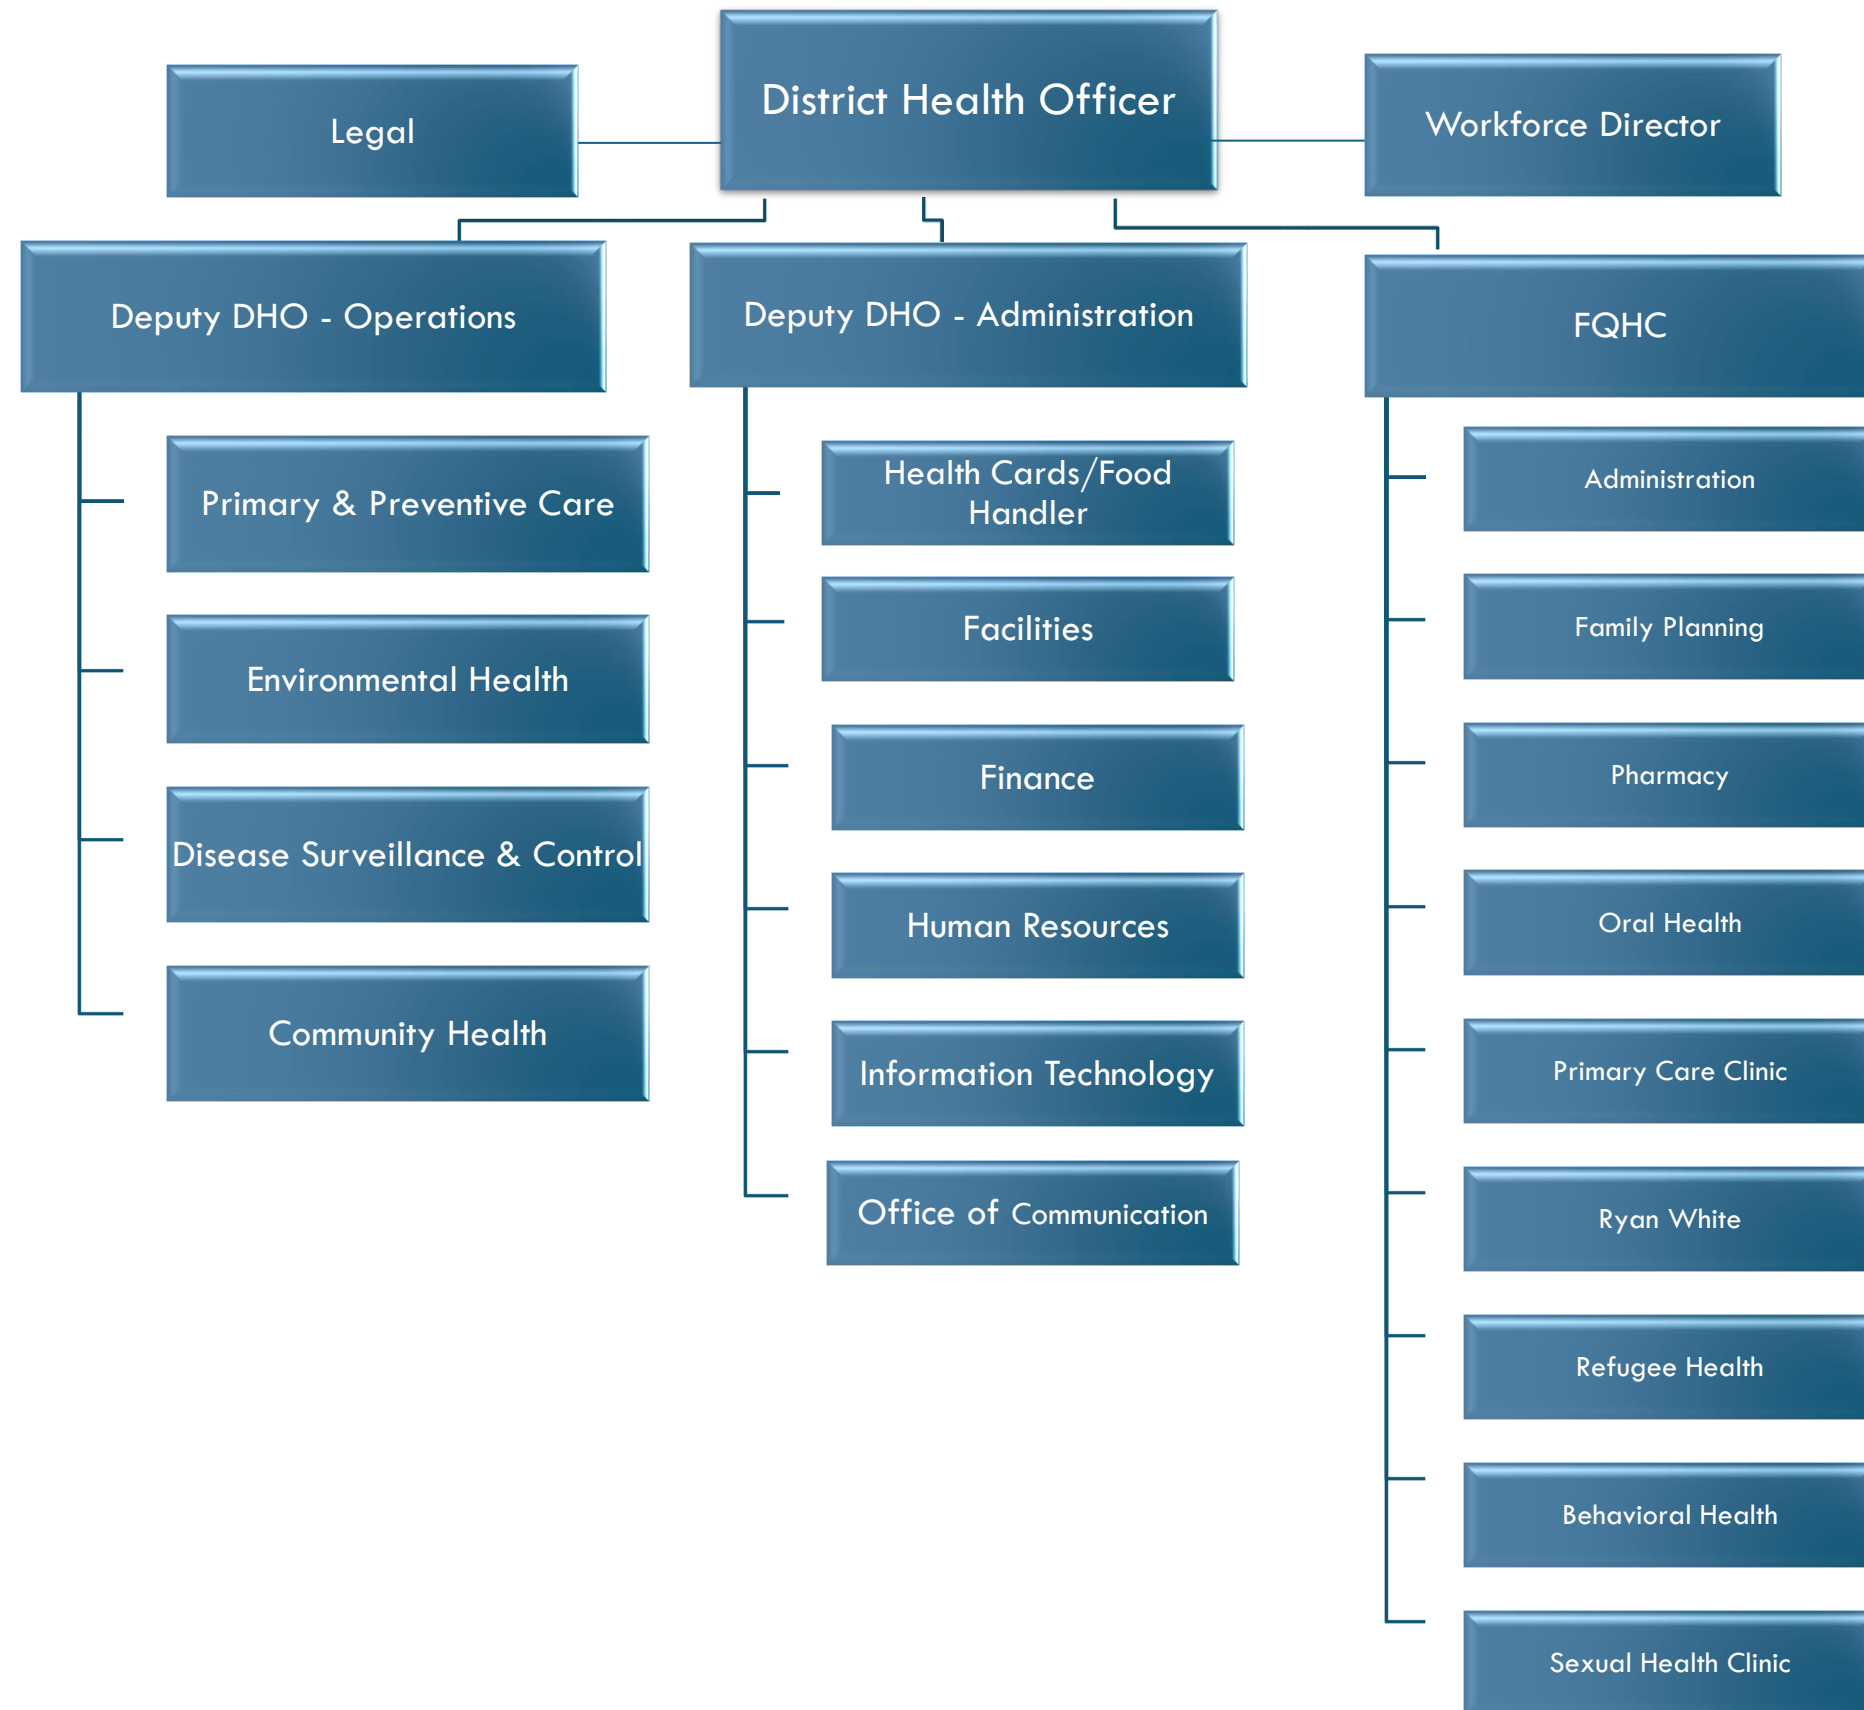 District Health Officer
Legal
Workforce Director
Deputy DHO - Operations
Primary & Preventive Care
Environmental Health
Disease Surveillance & Control
Community Health
Deputy DHO - Administration
Health Cards/Food
Handler
Facilities
Finance
Human Resources
Information Technology
Office of Communication
FQHC
Administration
Family Planning
Pharmacy
Oral Health
Primary Care Clinic
Ryan White
Refugee Health
Behavioral Health
Sexual Health Clinic